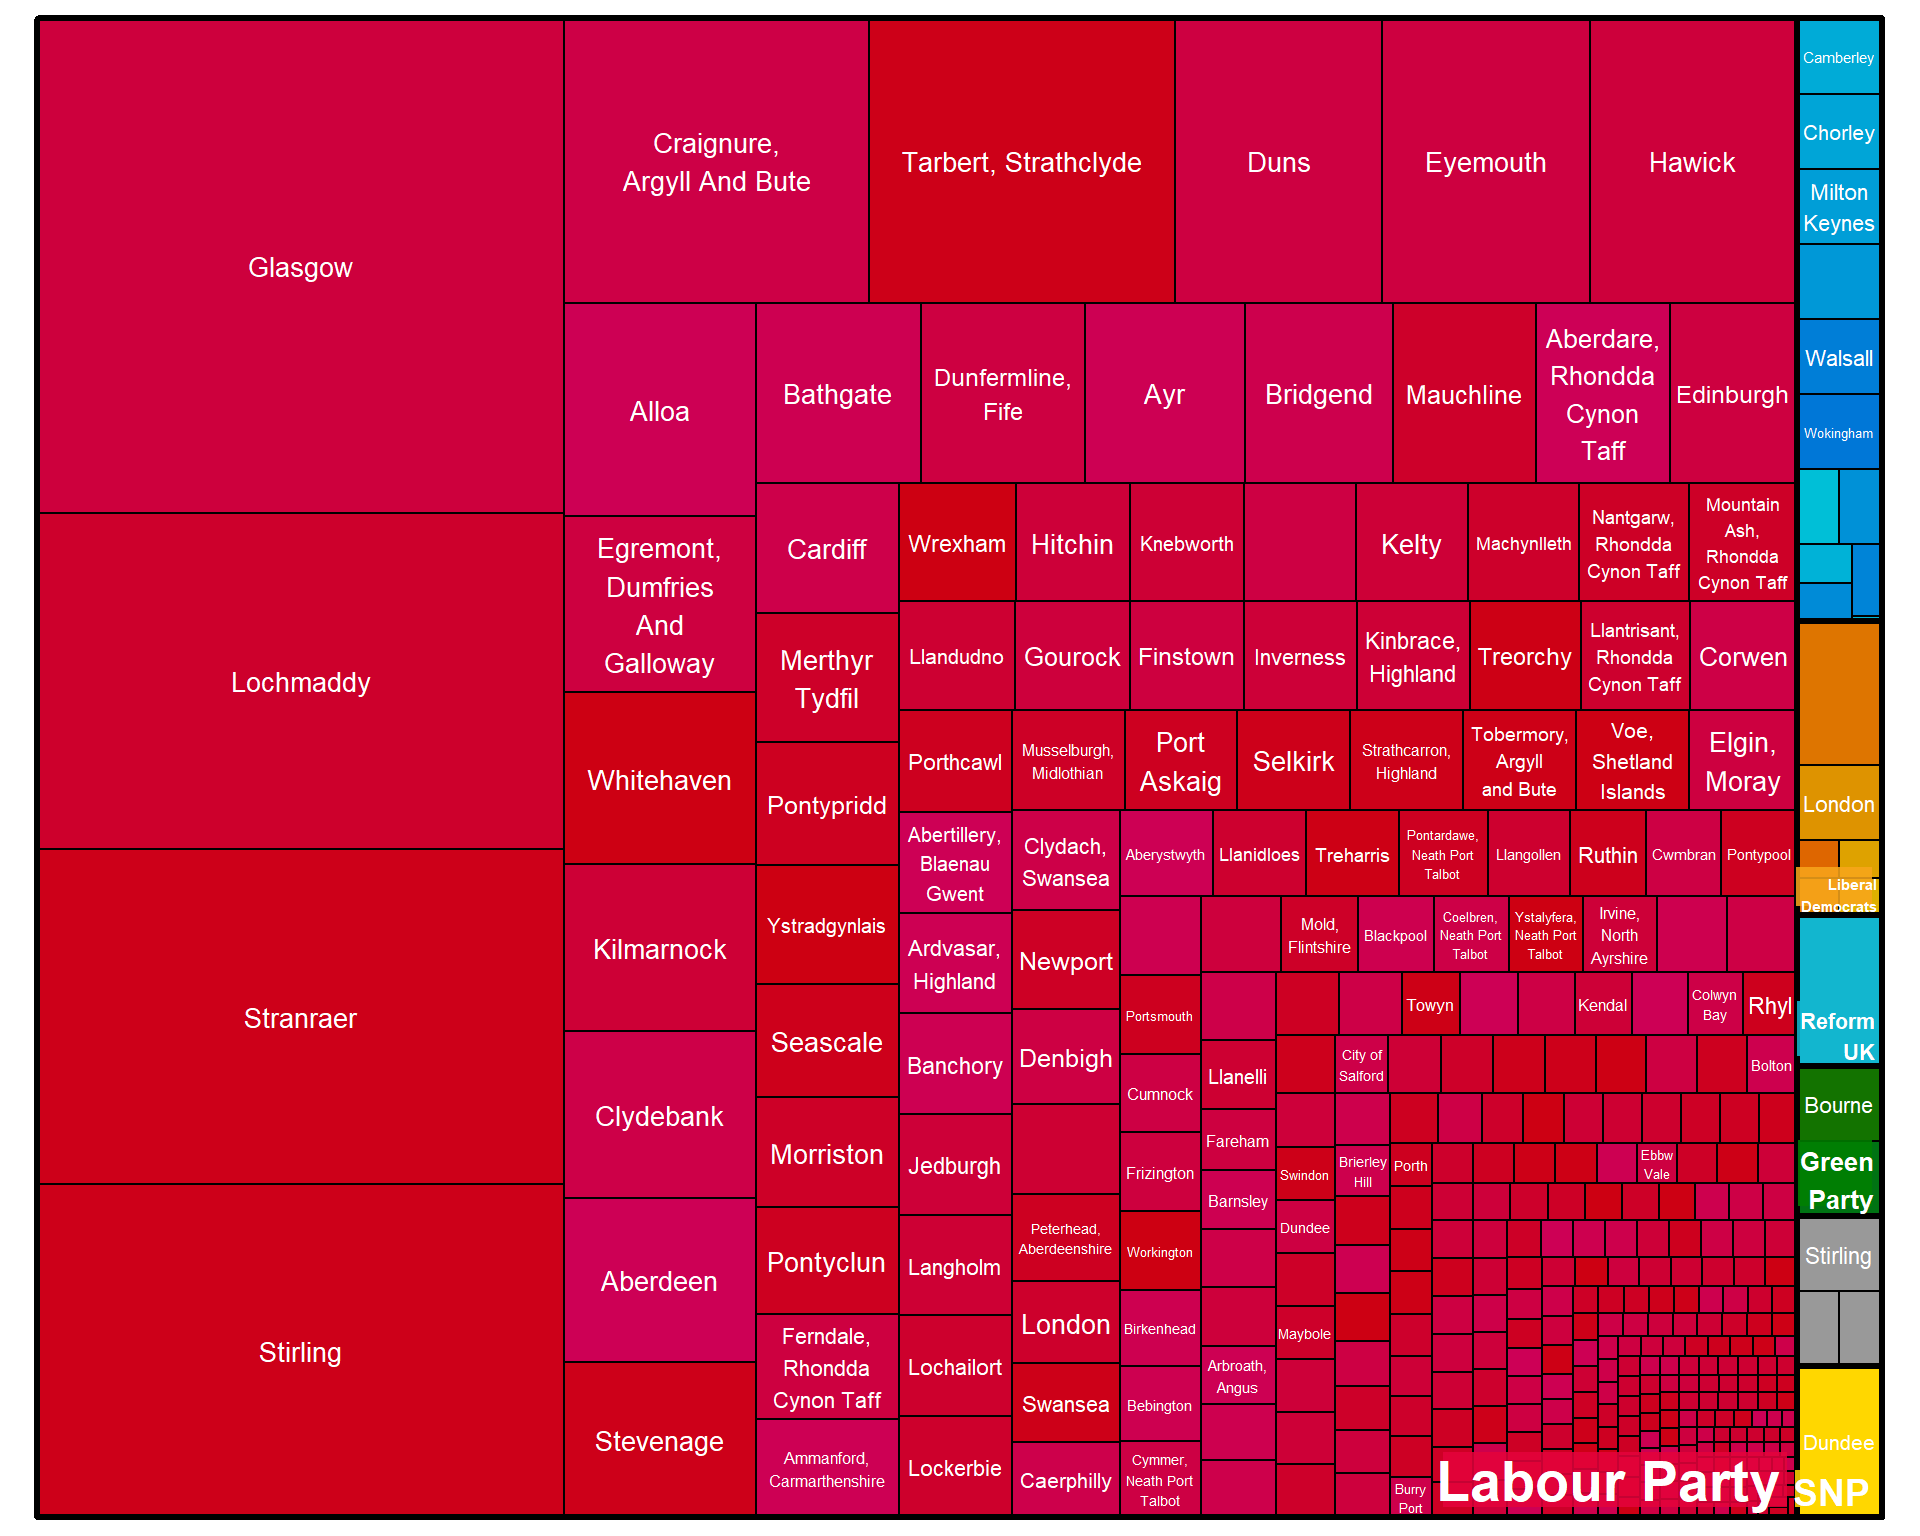 Glasgow
Lochmaddy
Stranraer
Stirling
Craignure,
Argyll And Bute
Tarbert, Strathclyde
Duns
Eyemouth
Hawick
Alloa
Egremont,
Dumfries
And
Galloway
Whitehaven
Kilmarnock
Clydebank
Aberdeen
Stevenage
Bathgate
Dunfermline,
Fife
Ayr
Bridgend
Mauchline
Aberdare,
Rhondda
Cynon
Taff
Edinburgh
Cardiff
Merthyr
Tydfil
Pontypridd
Ystradgynlais
Seascale
Morriston
Pontyclun
Ferndale,
Rhondda
Cynon Taff
Ammanford,
Carmarthenshire
Wrexham
Hitchin
Knebworth
Kelty
Machynlleth
Nantgarw,
Rhondda
Cynon Taff
Mountain
Ash,
Rhondda
Cynon Taff
Llandudno
Gourock
Finstown
Inverness
Kinbrace,
Highland
Treorchy
Llantrisant,
Rhondda
Cynon Taff
Corwen
Porthcawl
Musselburgh,
Midlothian
Port
Askaig
Selkirk
Strathcarron,
Highland
Tobermory,
Argyll
and Bute
Voe,
Shetland
Islands
Elgin,
Moray
Abertillery,
Blaenau
Gwent
Ardvasar,
Highland
Banchory
Jedburgh
Langholm
Lochailort
Lockerbie
Clydach,
Swansea
Newport
Denbigh
Peterhead,
Aberdeenshire
London
Swansea
Caerphilly
Aberystwyth
Llanidloes
Treharris
Pontardawe,
Neath Port
Talbot
Llangollen
Ruthin
Cwmbran
Pontypool
Portsmouth
Cumnock
Frizington
Workington
Birkenhead
Bebington
Cymmer,
Neath Port
Talbot
Mold,
Flintshire
Blackpool
Coelbren,
Neath Port
Talbot
Ystalyfera,
Neath Port
Talbot
Irvine,
North
Ayrshire
Llanelli
Fareham
Barnsley
Arbroath,
Angus
Towyn
Kendal
Colwyn
Bay
Rhyl
City of
Salford
Bolton
Swindon
Dundee
Maybole
Brierley
Hill
Porth
Ebbw
Vale
Burry
Port
Labour Party
Camberley
Chorley
Milton
Keynes
Walsall
Wokingham
London
Liberal
Democrats
Reform
UK
Bourne
Green
Party
Stirling
Dundee
SNP